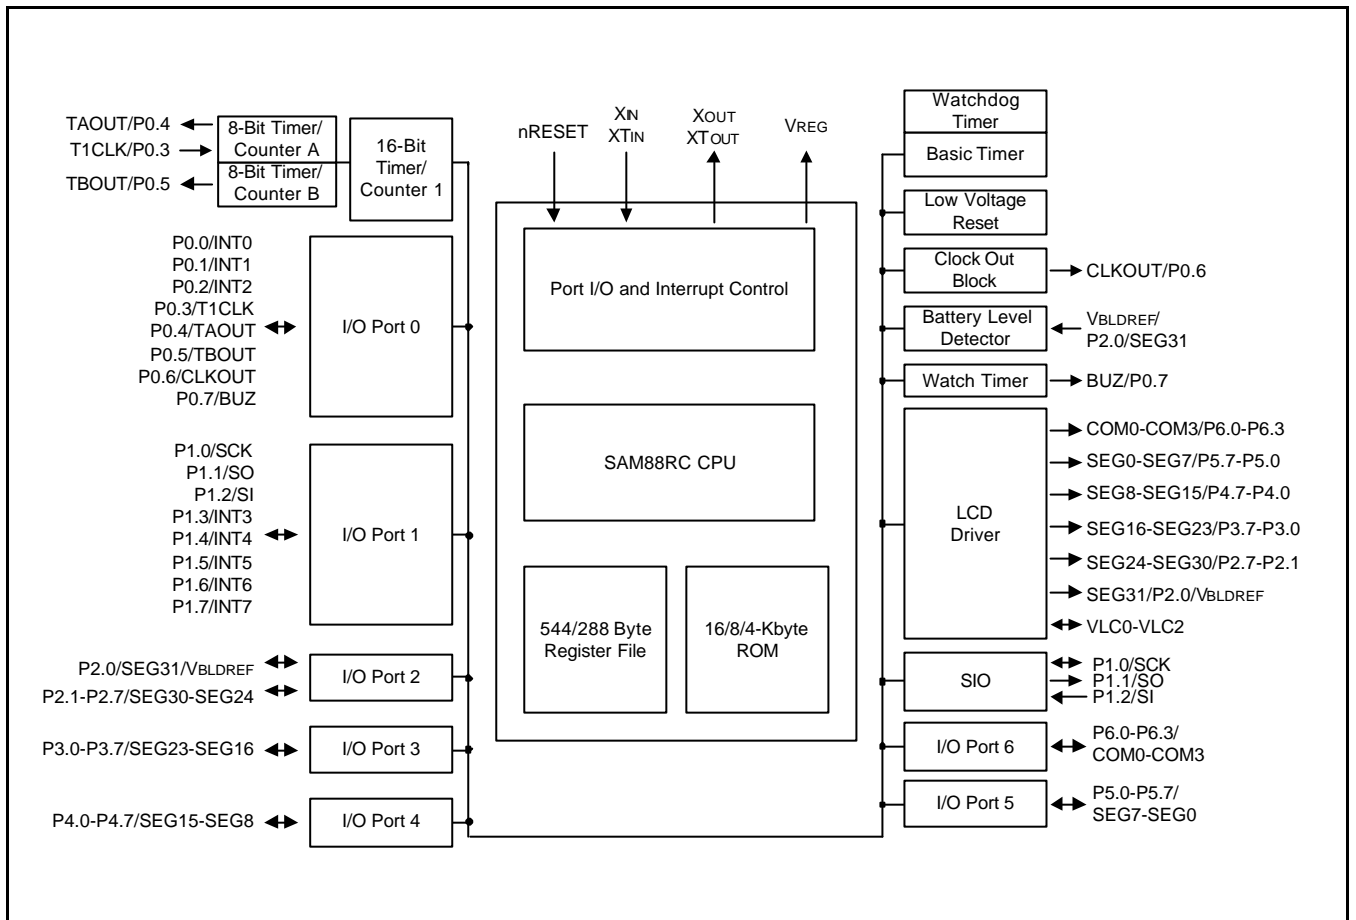 TAOUT/P0.4
T1CLK/P0.3
TBOUT/P0.5
8-Bit Timer/
Counter A
8-Bit Timer/
Counter B
16-Bit
Timer/
Counter 1
nRESET
XIN
XTIN
XOUT
XTOUT
VREG
Watchdog
Timer
Basic Timer
Low Voltage
Reset
Clock Out
Block
CLKOUT/P0.6
Battery Level
Detector
VBLDREF/
P2.0/SEG31
Watch Timer
BUZ/P0.7
P0.0/INT0
P0.1/INT1
P0.2/INT2
P0.3/T1CLK
P0.4/TAOUT
P0.5/TBOUT
P0.6/CLKOUT
P0.7/BUZ
I/O Port 0
Port I/O and Interrupt Control
SAM88RC CPU
544/288 Byte
Register File
16/8/4-Kbyte
ROM
P1.0/SCK
P1.1/SO
P1.2/SI
P1.3/INT3
P1.4/INT4
P1.5/INT5
P1.6/INT6
P1.7/INT7
I/O Port 1
LCD
Driver
COM0-COM3/P6.0-P6.3
SEG0-SEG7/P5.7-P5.0
SEG8-SEG15/P4.7-P4.0
SEG16-SEG23/P3.7-P3.0
SEG24-SEG30/P2.7-P2.1
SEG31/P2.0/VBLDREF
VLC0-VLC2
P2.0/SEG31/VBLDREF
P2.1-P2.7/SEG30-SEG24
I/O Port 2
SIO
P1.0/SCK
P1.1/SO
P1.2/SI
P3.0-P3.7/SEG23-SEG16
I/O Port 3
I/O Port 6
P6.0-P6.3/
COM0-COM3
P4.0-P4.7/SEG15-SEG8
I/O Port 4
I/O Port 5
P5.0-P5.7/
SEG7-SEG0